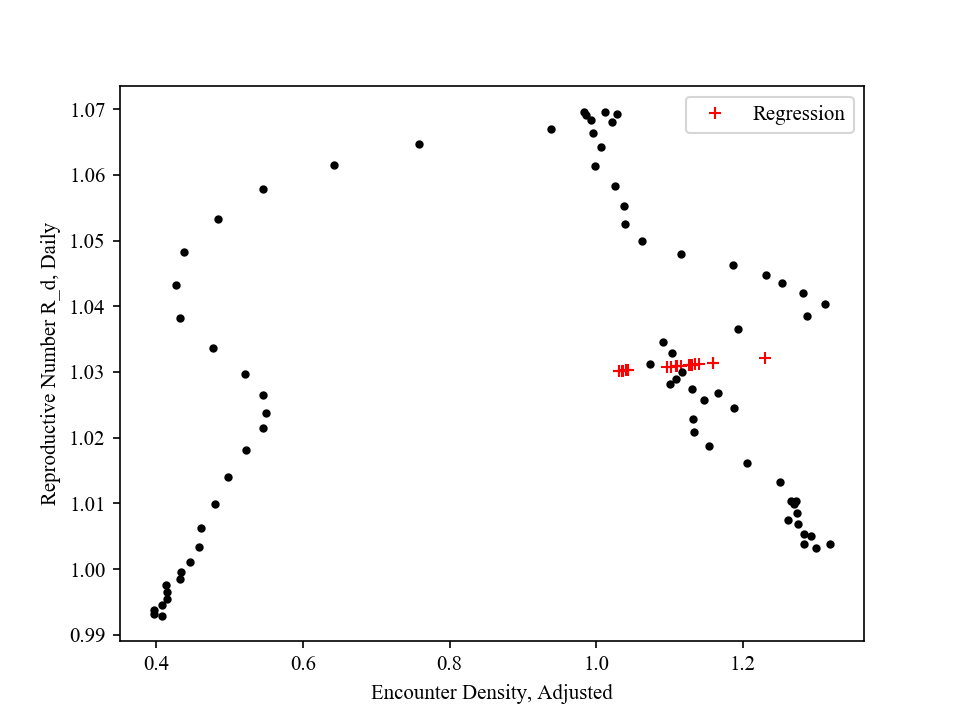 Regression
1.07
1.06
1.05
1.04
1.03
1.02
1.01
1.00
0.99
Reproductive Number R_d, Daily
0.4 0.6 0.8 1.0 1.2
Encounter Density, Adjusted